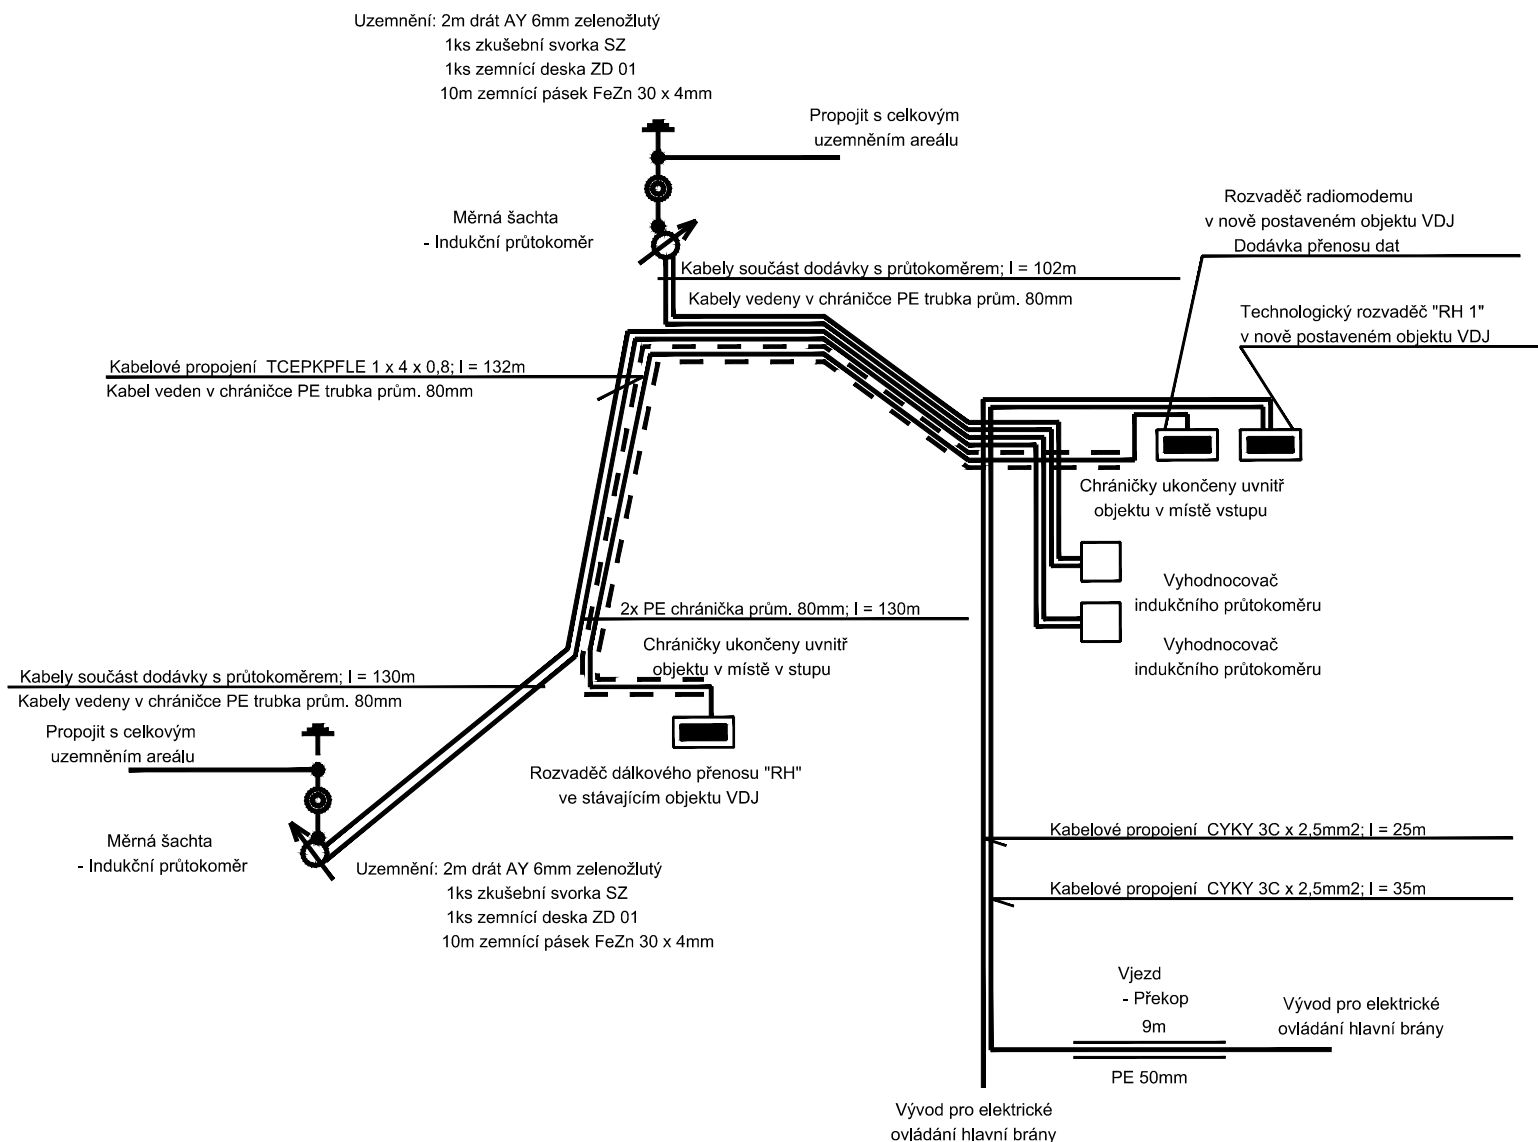 Uzemnění: 2m drát AY 6mm zelenožlutý
1ks zkušební svorka SZ
1ks zemnící deska ZD 01
10m zemnící pásek FeZn 30 x 4mm
Propojit s celkovým
uzemněním areálu
Měrná šachta
- Indukční průtokoměr
Rozvaděč radiomodemu
v nově postaveném objektu VDJ
Dodávka přenosu dat
Kabely součást dodávky s průtokoměrem; l = 102m
Kabely vedeny v chráničce PE trubka prům. 80mm
Technologický rozvaděč "RH 1"
v nově postaveném objektu VDJ
Kabelové propojení TCEPKPFLE 1 x 4 x 0,8; l = 132m
Kabel veden v chráničce PE trubka prům. 80mm
Chráničky ukončeny uvnitř
objektu v místě vstupu
Vyhodnocovač
indukčního průtokoměru
Vyhodnocovač
indukčního průtokoměru
2x PE chránička prům. 80mm; l = 130m
Chráničky ukončeny uvnitř
objektu v místě v stupu
Kabely součást dodávky s průtokoměrem; l = 130m
Kabely vedeny v chráničce PE trubka prům. 80mm
Propojit s celkovým
uzemněním areálu
Rozvaděč dálkového přenosu "RH"
ve stávajícím objektu VDJ
Měrná šachta
- Indukční průtokoměr
Uzemnění: 2m drát AY 6mm zelenožlutý
1ks zkušební svorka SZ
1ks zemnící deska ZD 01
10m zemnící pásek FeZn 30 x 4mm
Kabelové propojení CYKY 3C x 2,5mm2; l = 25m
Kabelové propojení CYKY 3C x 2,5mm2; l = 35m
Vjezd
- Překop
9m
PE 50mm
Vývod pro elektrické
ovládání hlavní brány
Vývod pro elektrické
ovládání hlavní brány